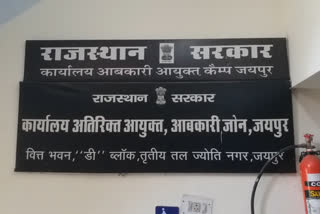 राजस्थान सरकार
कार्यालय आबकारी आयुक्त कैम्प जयपुर
राजस्थान सरकार
कार्यालय अतिरिक्त आयुक्त, आबकारी जोन, जयपुर
वित्त भवन,"डी" ब्लॉक,तृतीय तल ज्योति नगर,जयपुर